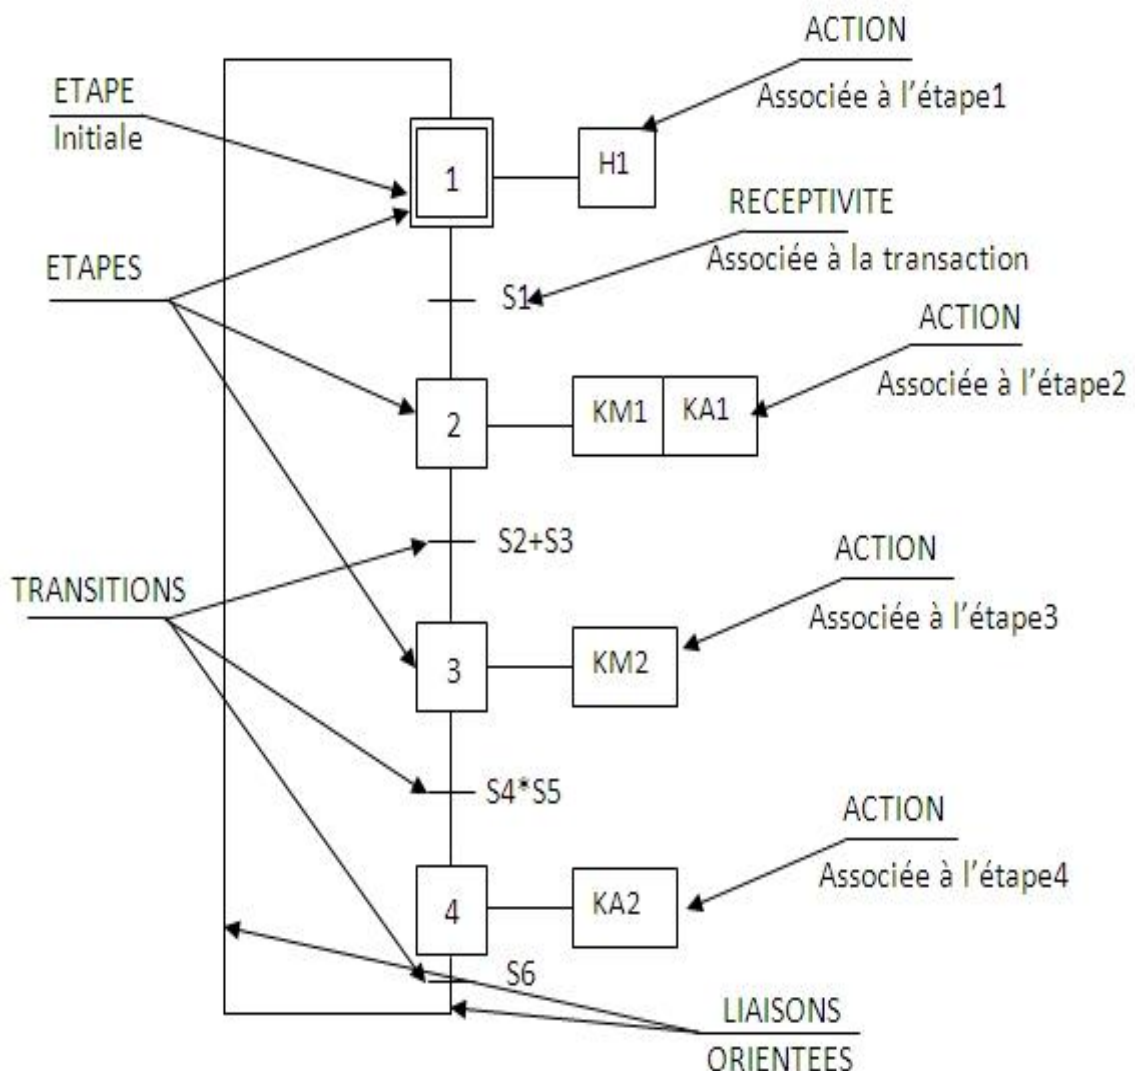 ACTION
Associée à l'étape1
ETAPE
Initiale
1
H1
RECEPTIVITE
Associée à la transaction
ETAPES
S1
ACTION
Associée à l'étape2
2
KM1
KA1
S2+S3
ACTION
Associée à l'étape3
TRANSITIONS
3
KM2
S4*S5
ACTION
Associée à l'étape4
4
KA2
S6
LIAISONS
ORIENTEES